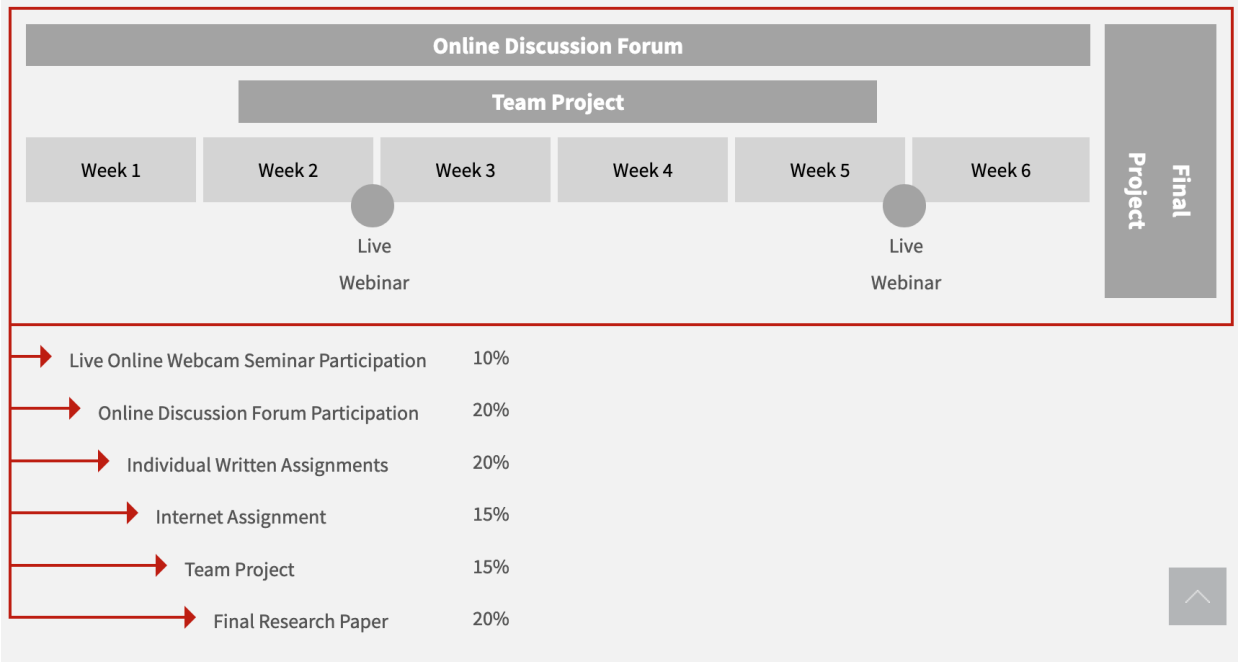 Online Discussion Forum
Team Project
Week 1
Week 2
Week 3
Week 4
Week 5
Week 6
Final
Project
Live
Webinar
Live
Webinar
Live Online Webcam Seminar Participation 10%
Online Discussion Forum Participation 20%
Individual Written Assignments 20%
Internet Assignment 15%
Team Project 15%
Final Research Paper 20%